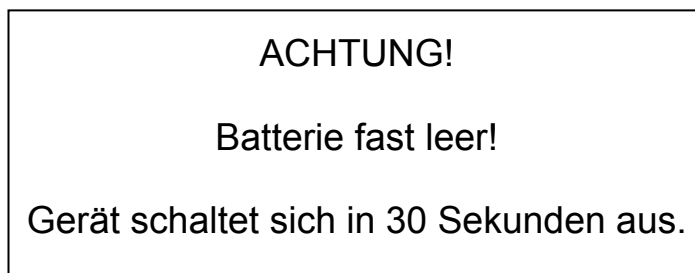 ACHTUNG!
Batterie fast leer!
Gerät schaltet sich in 30 Sekunden aus.